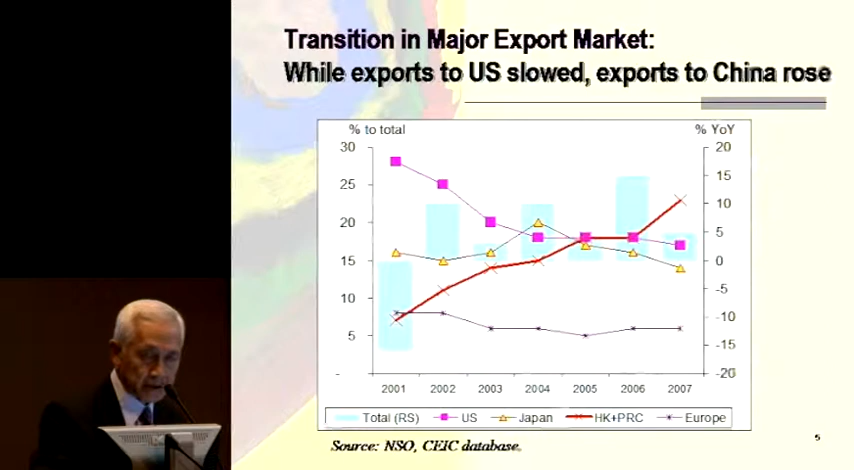 Transition in Major Export Market:
While exports to US slowed, exports to China rose
% to total
% YoY
30
25
20
15
10
5
-
20
15
10
5
0
-5
-10
-15
-20
2001 2002 2003 2004 2005 2006 2007
Total (RS) US Japan HK+PRC Europe
Source: NSO, CEIC database.
5